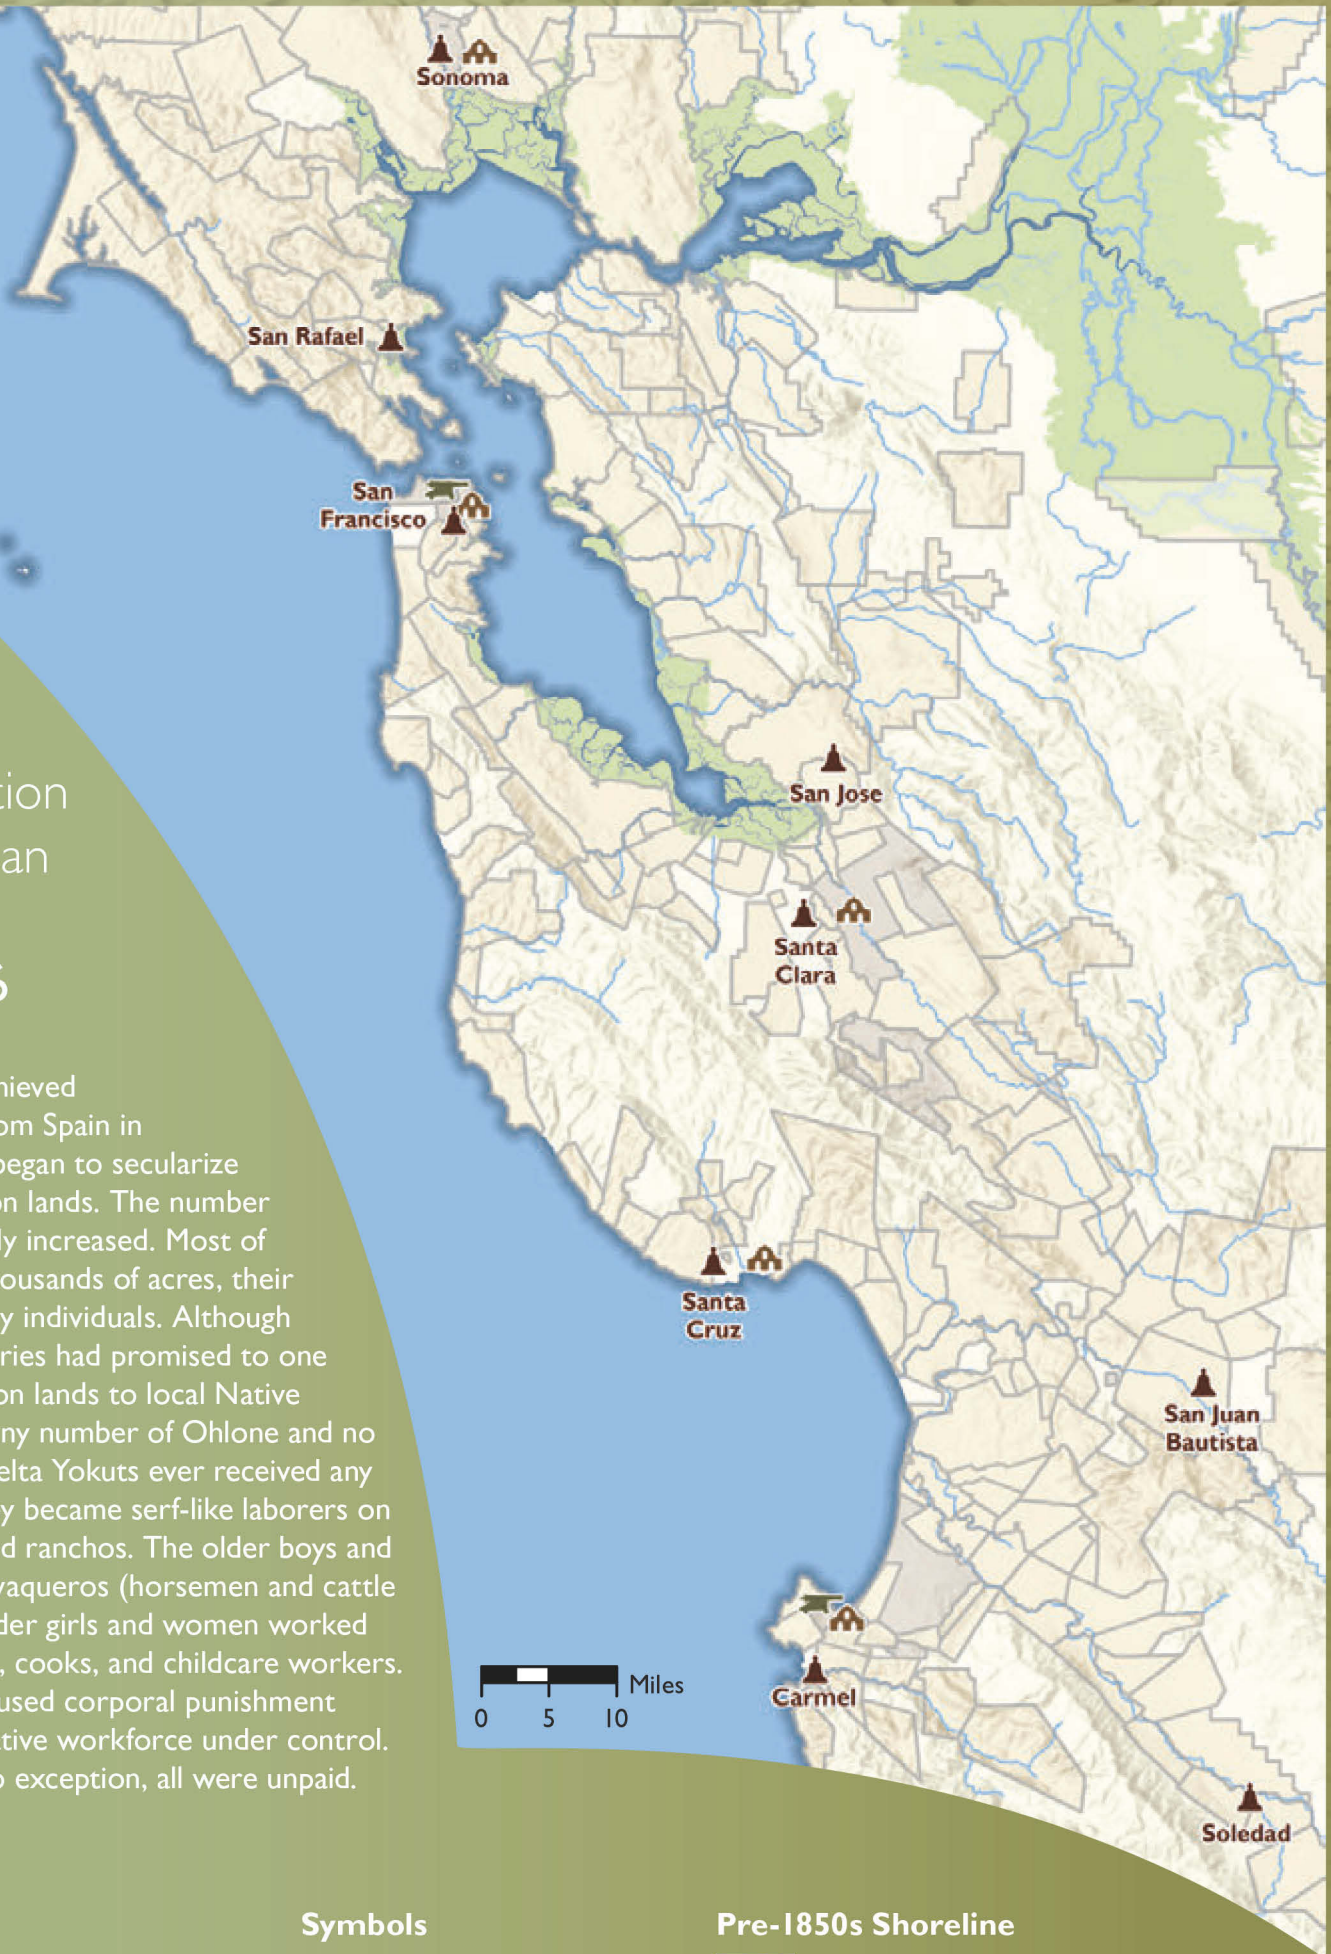 Sonoma
San Rafael
San
Francisco
San Jose
Santa
Clara
Santa
Cruz
San Juan
Bautista
Carmel
Soledad
Miles
0 5 10
tion
an
s
hieved
om Spain in
began to secularize
on lands. The number
ly increased. Most of
housands of acres, their
y individuals. Although
ries had promised to one
on lands to local Native
ny number of Ohlone and no
elta Yokuts ever received any
y became serf-like laborers on
d ranchos. The older boys and
vaqueros (horsemen and cattle
der girls and women worked
, cooks, and childcare workers.
used corporal punishment
ative workforce under control.
o exception, all were unpaid.
Symbols
Pre-1850s Shoreline